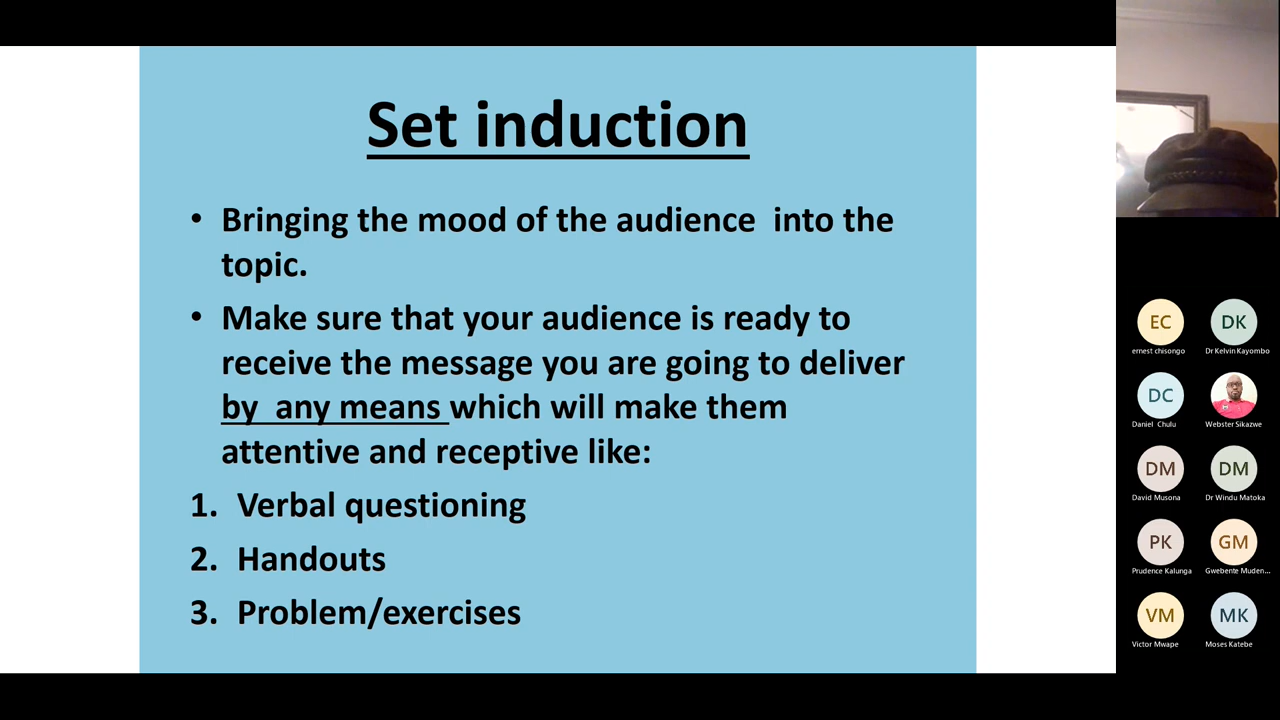 Set induction
• Bringing the mood of the audience  into the
topic.
• Make sure that your audience is ready to
receive the message you are going to deliver
by  any means which will make them
attentive and receptive like:
1. Verbal questioning
2. Handouts
3. Problem/exercises
EC
DK
ernest chisongo
Dr Kelvin Kayombo
DC
Daniel Chulu
Webster Sikazwe
DM
DM
David Musona
Dr Windu Matoka
PK
GM
Prudence Kalunga
Gwebente Muden...
VM
MK
Victor Mwape
Moses Katebe